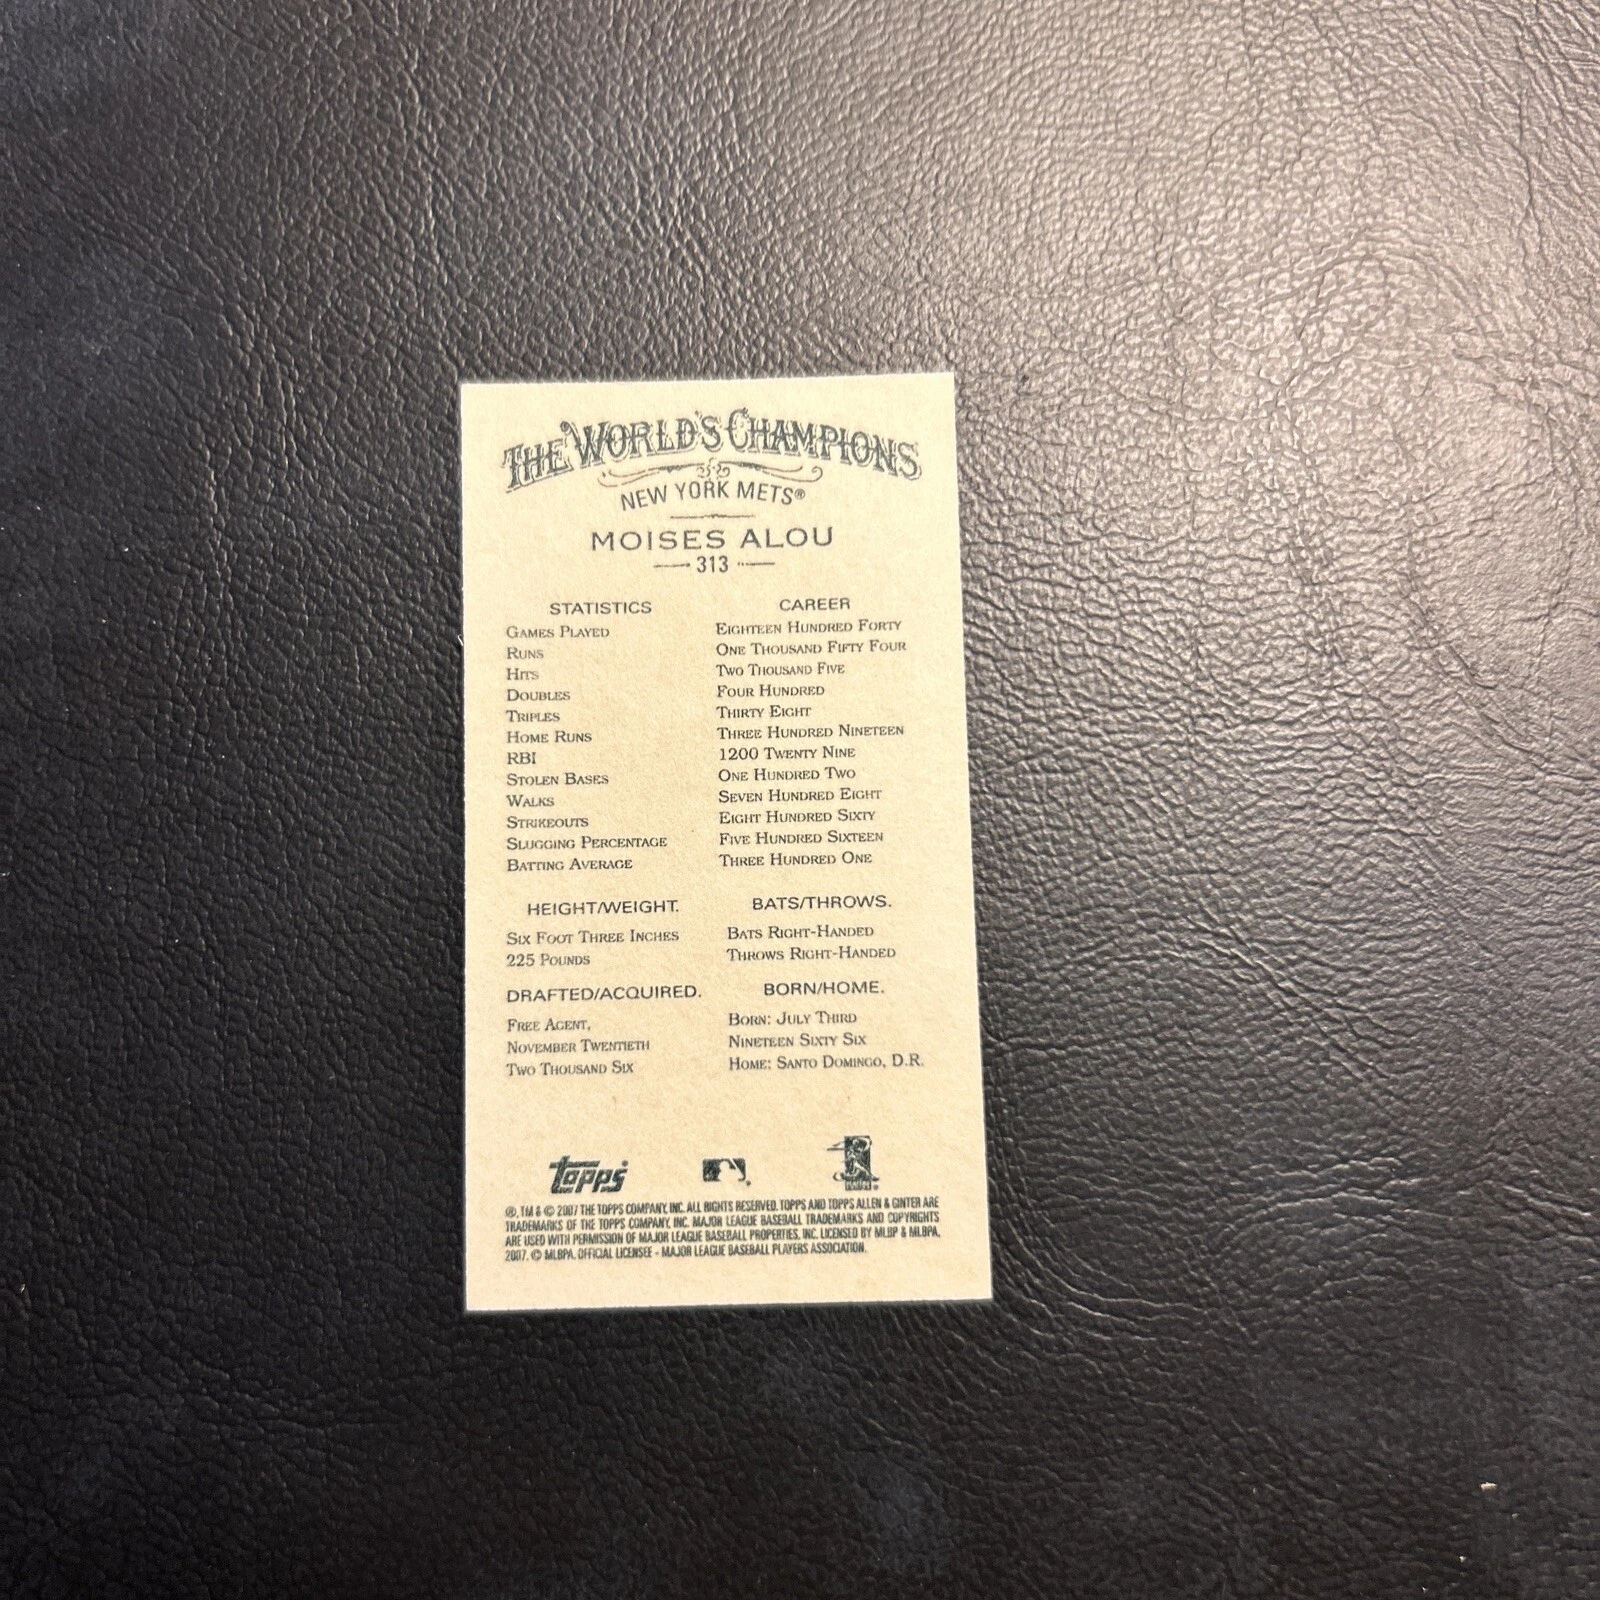 THE WORLD'S CHAMPIONS
NEW YORK METS®
MOISES ALOU
313
STATISTICS CAREER
GAMES PLAYED EIGHTEEN HUNDRED FORTY
RUNS ONE THOUSAND FIFTY FOUR
HITS TWO THOUSAND FIVE
DOUBLES FOUR HUNDRED
TRIPLES THIRTY EIGHT
HOME RUNS THREE HUNDRED NINETEEN
RBI 1200 TWENTY NINE
STOLEN BASES ONE HUNDRED TWO
WALKS SEVEN HUNDRED EIGHT
STRIKEOUTS EIGHT HUNDRED SIXTY
SLUGGING PERCENTAGE FIVE HUNDRED SIXTEEN
BATTING AVERAGE THREE HUNDRED ONE
HEIGHT/WEIGHT. BATS/THROWS.
SIX FOOT THREE INCHES BATS RIGHT-HANDED
225 POUNDS THROWS RIGHT-HANDED
DRAFTED/ACQUIRED. BORN/HOME.
FREE AGENT, BORN: JULY THIRD
NOVEMBER TWENTIETH NINETEEN SIXTY SIX
TWO THOUSAND SIX HOME: SANTO DOMINGO, D.R.
topps
®, TM & © 2007 THE TOPPS COMPANY, INC. ALL RIGHTS RESERVED. TOPPS AND TOPPS ALLEN & GINTER ARE
TRADEMARKS OF THE TOPPS COMPANY, INC. MAJOR LEAGUE BASEBALL TRADEMARKS AND COPYRIGHTS
ARE USED WITH PERMISSION OF MAJOR LEAGUE BASEBALL PROPERTIES, INC. LICENSED BY MLBP & MLBPA,
2007. © MLBPA. OFFICIAL LICENSEE - MAJOR LEAGUE BASEBALL PLAYERS ASSOCIATION.